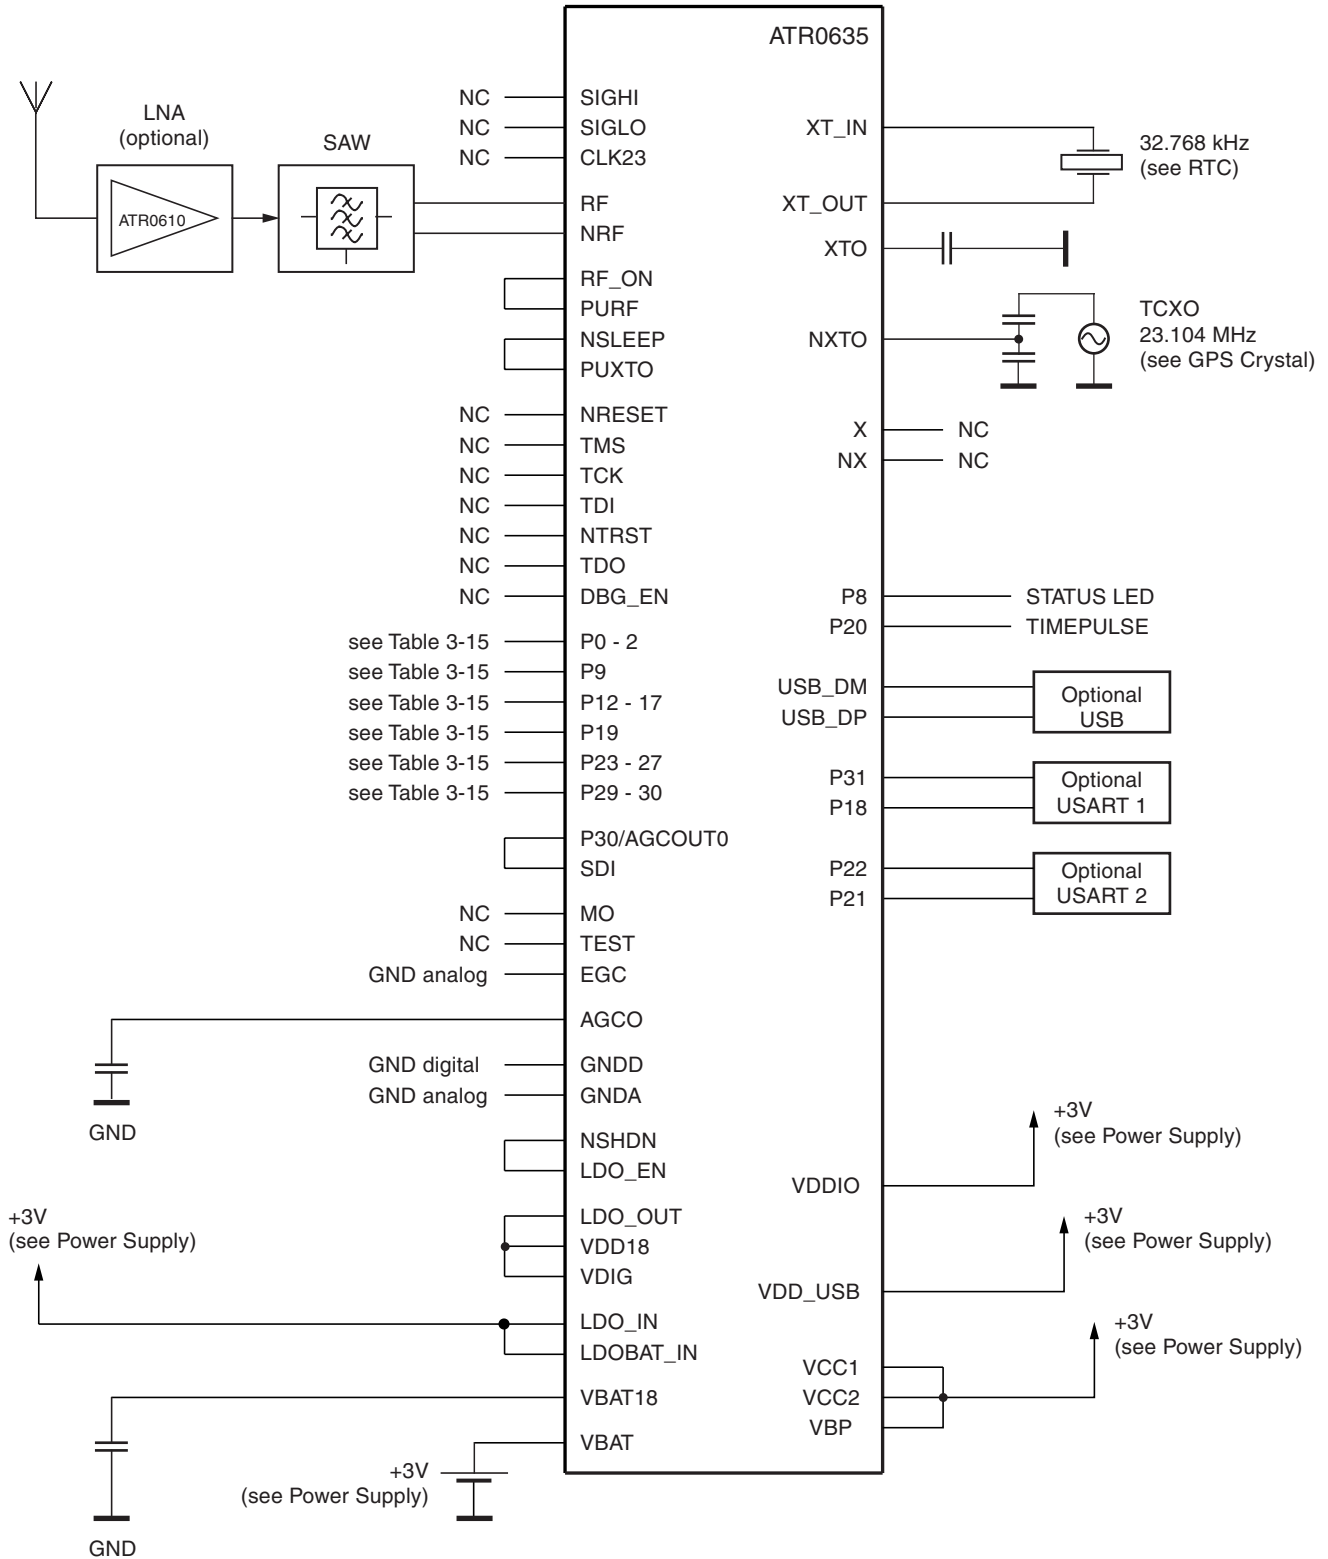 ATR0635
LNA
(optional)
SAW
ATR0610
NC SIGHI
NC SIGLO
NC CLK23
RF
NRF
RF_ON
PURF
NSLEEP
PUXTO
NC NRESET
NC TMS
NC TCK
NC TDI
NC NTRST
NC TDO
NC DBG_EN
see Table 3-15 P0 - 2
see Table 3-15 P9
see Table 3-15 P12 - 17
see Table 3-15 P19
see Table 3-15 P23 - 27
see Table 3-15 P29 - 30
P30/AGCOUT0
SDI
NC MO
NC TEST
GND analog EGC
AGCO
GND
GND digital GNDD
GND analog GNDA
NSHDN
LDO_EN
LDO_OUT
VDD18
VDIG
+3V
(see Power Supply)
LDO_IN
LDOBAT_IN
VBAT18
GND
VBAT
+3V
(see Power Supply)
XT_IN
XT_OUT
32.768 kHz
(see RTC)
XTO
NXTO
TCXO
23.104 MHz
(see GPS Crystal)
X NC
NX NC
P8 STATUS LED
P20 TIMEPULSE
USB_DM
USB_DP
Optional
USB
P31
P18
Optional
USART 1
P22
P21
Optional
USART 2
VDDIO
+3V
(see Power Supply)
VDD_USB
+3V
(see Power Supply)
VCC1
VCC2
VBP
+3V
(see Power Supply)